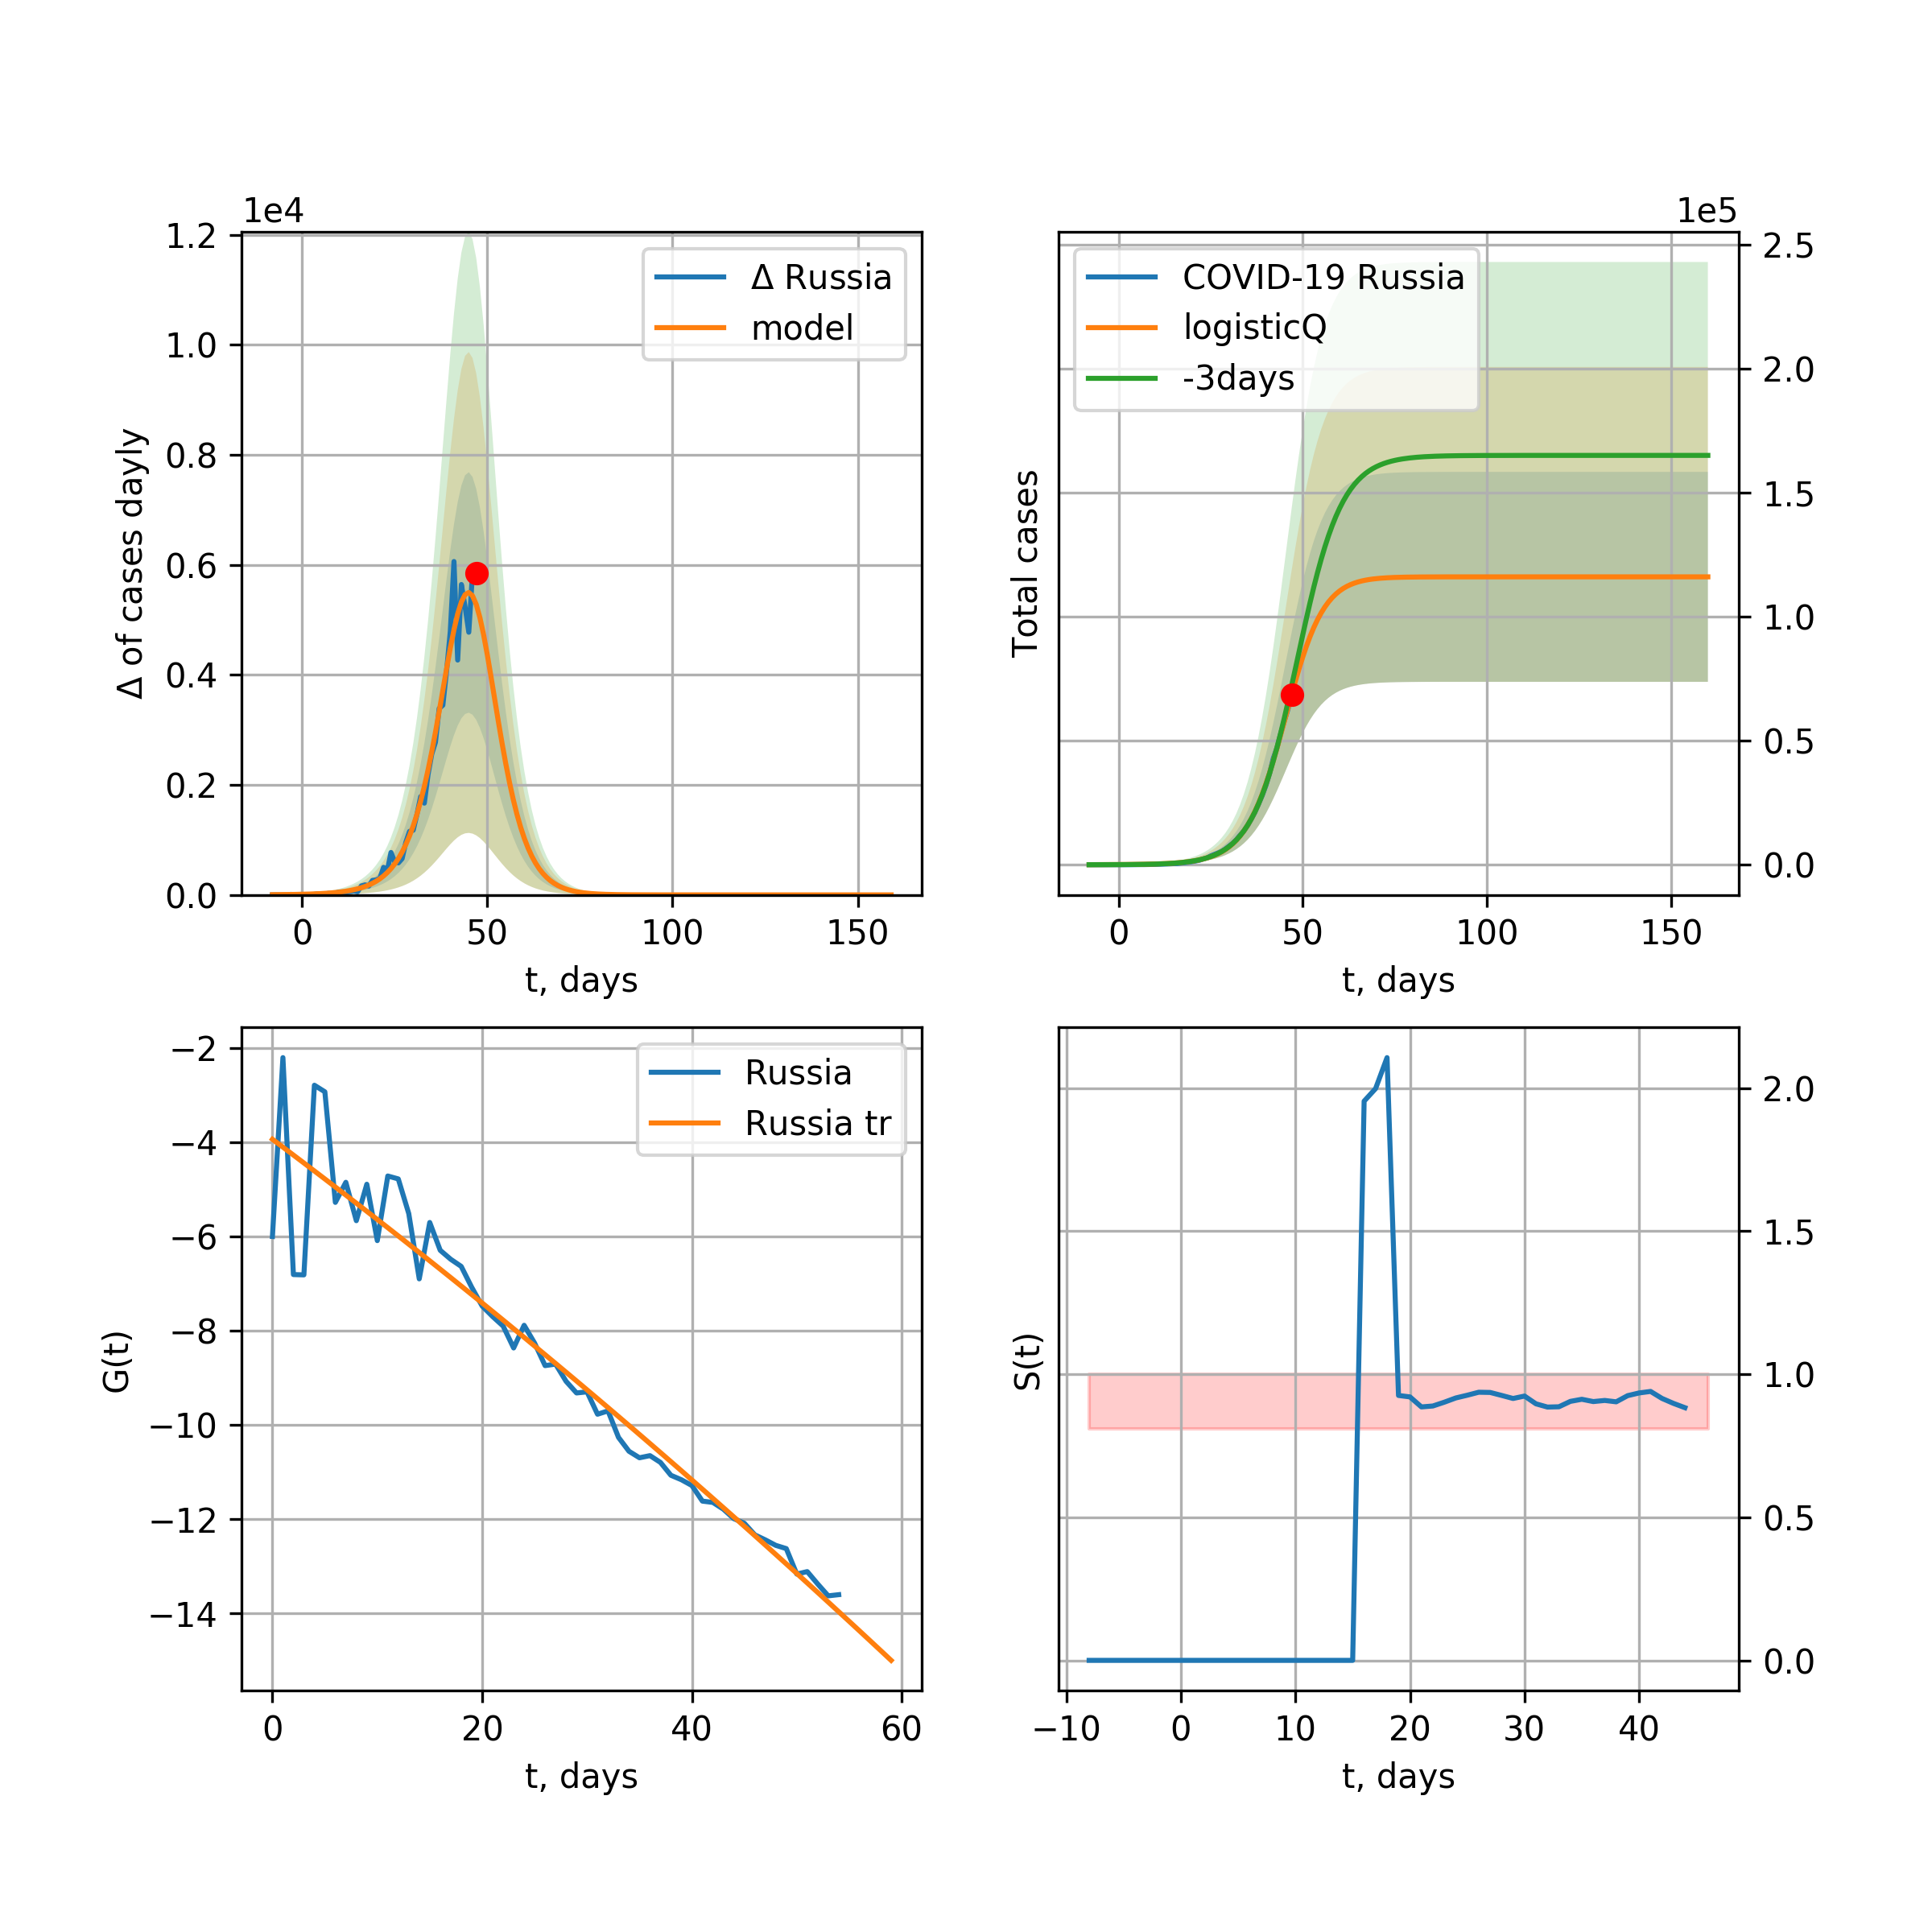 1e4
1.2
1.0
0.8
0.6
0.4
0.2
0.0
Δ of cases dayly
Δ Russia
model
0 50 100 150
t, days
1e5
2.5
2.0
1.5
1.0
0.5
0.0
Total cases
COVID-19 Russia
logisticQ
-3days
0 50 100 150
t, days
−2
−4
−6
−8
−10
−12
−14
G(t)
Russia
Russia tr
0 20 40 60
t, days
2.0
1.5
1.0
0.5
0.0
S(t)
−10 0 10 20 30 40
t, days